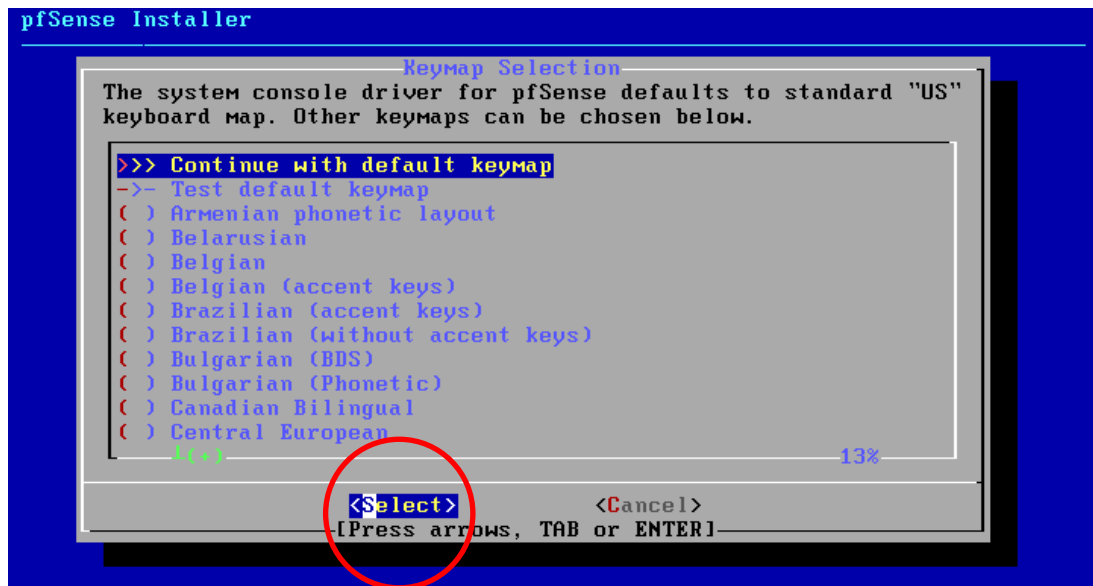 pfSense Installer
Keymap Selection
The system console driver for pfSense defaults to standard "US"
keyboard map. Other keymaps can be chosen below.
>>> Continue with default keymap
->- Test default keymap
( ) Armenian phonetic layout
( ) Belarusian
( ) Belgian
( ) Belgian (accent keys)
( ) Brazilian (accent keys)
( ) Brazilian (without accent keys)
( ) Bulgarian (BDS)
( ) Bulgarian (Phonetic)
( ) Canadian Bilingual
( ) Central European
┴(+) 13%
<Select> <Cancel>
[Press arrows, TAB or ENTER]